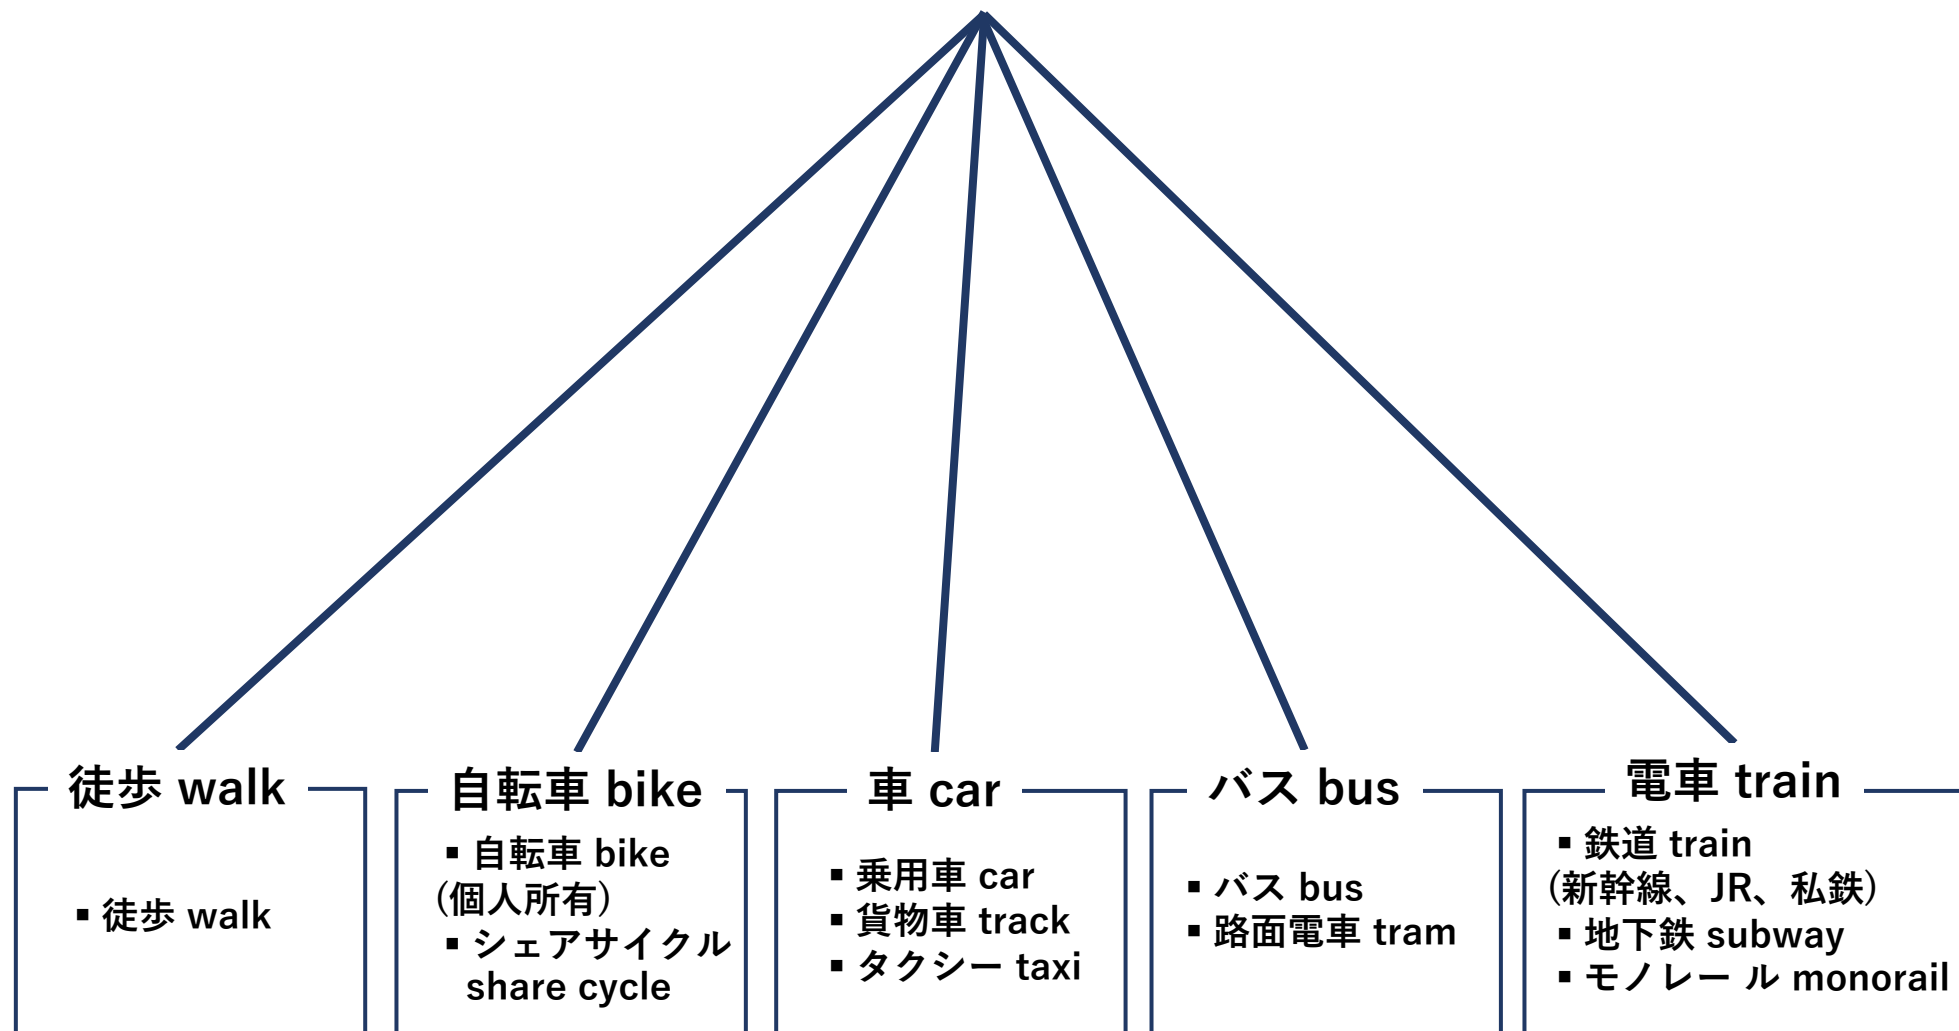 徒歩 walk
▪ 徒歩 walk
自転車 bike
▪ 自転車 bike
(個人所有)
▪ シェアサイクル
share cycle
車 car
▪ 乗用車 car
▪ 貨物車 track
▪ タクシー taxi
バス bus
▪ バス bus
▪ 路面電車 tram
電車 train
▪ 鉄道 train
(新幹線、JR、私鉄)
▪ 地下鉄 subway
▪ モノレー ル monorail